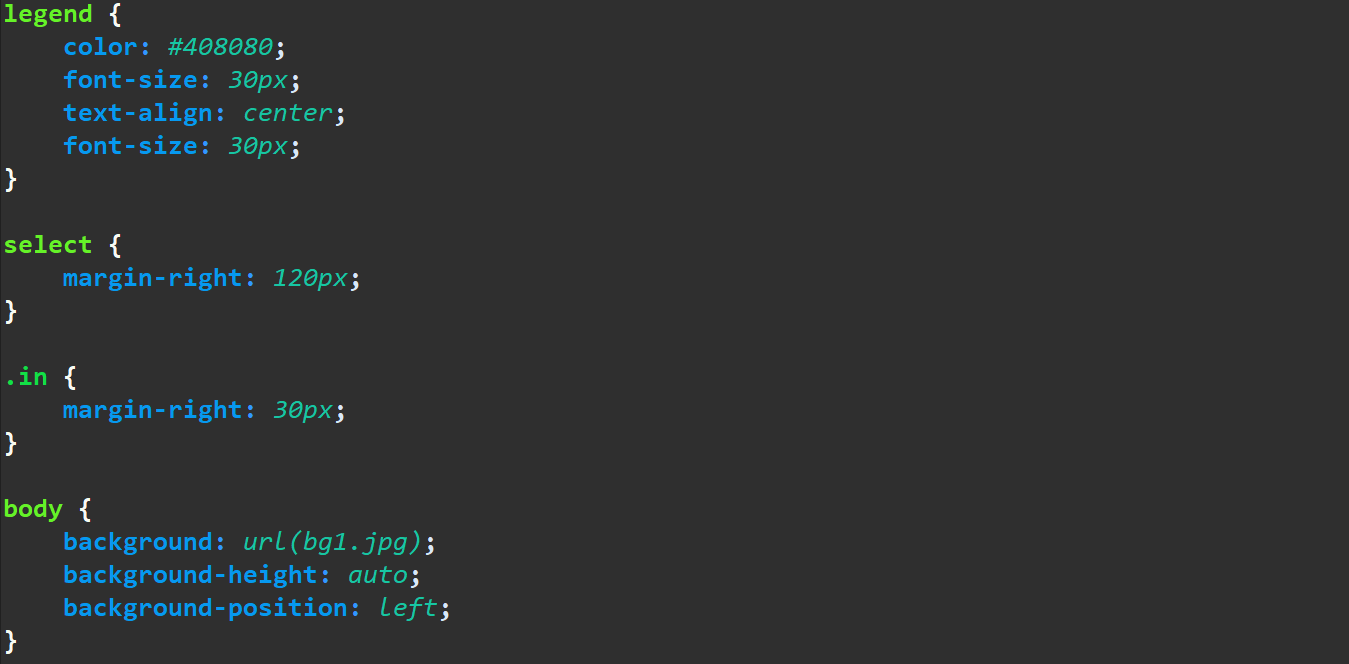 legend {
    color: #408080;
    font-size: 30px;
    text-align: center;
    font-size: 30px;
}

select {
    margin-right: 120px;
}

.in {
    margin-right: 30px;
}

body {
    background: url(bg1.jpg);
    background-height: auto;
    background-position: left;
}